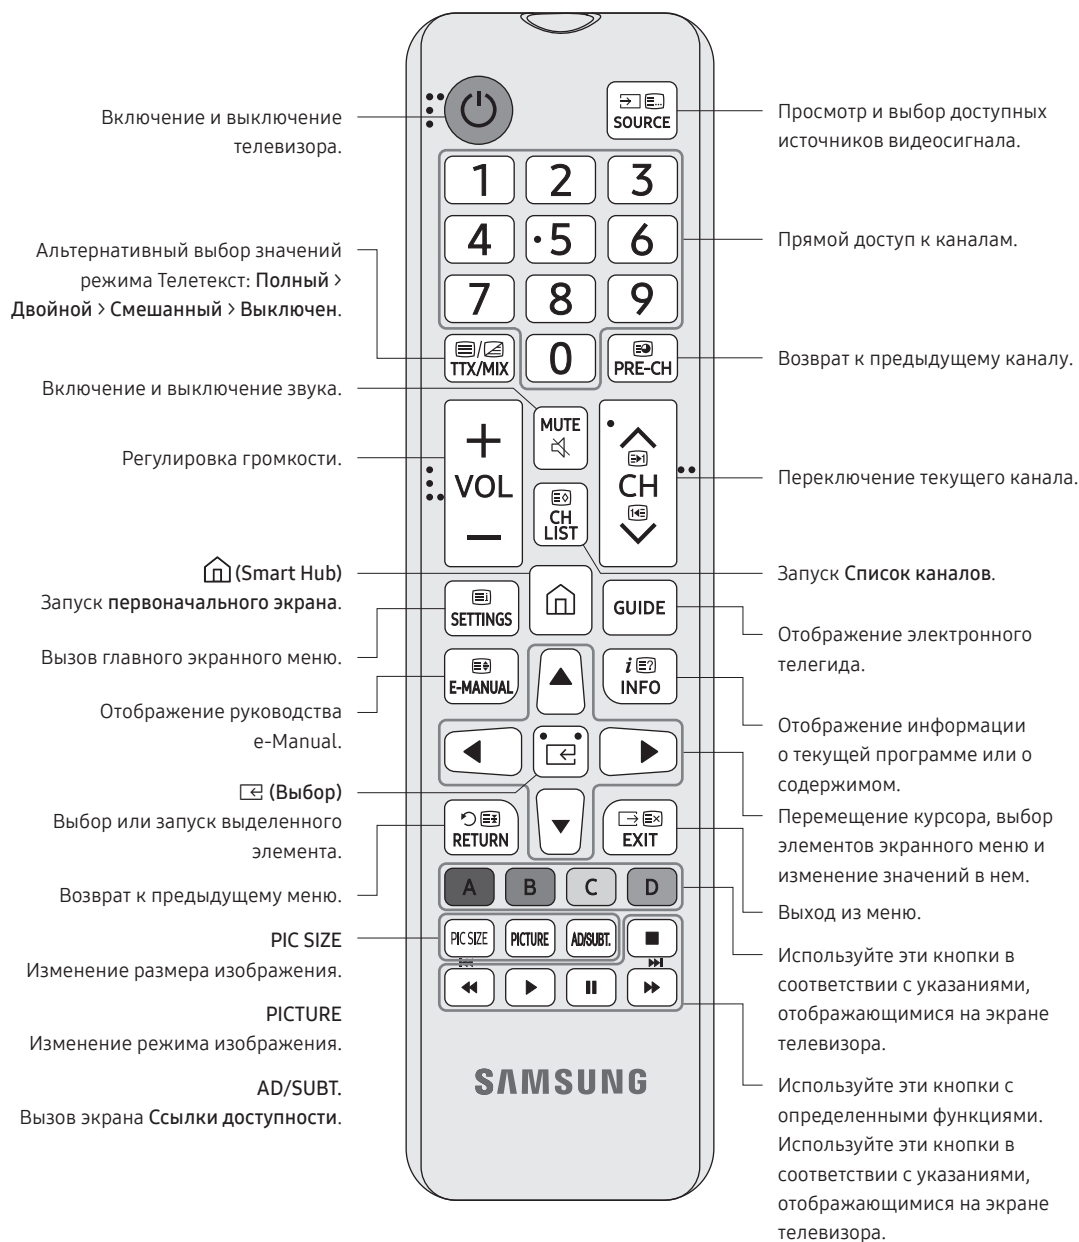 Включение и выключение
телевизора.
Альтернативный выбор значений
режима Телетекст: Полный >
Двойной > Смешанный > Выключен.
Включение и выключение звука.
Регулировка громкости.
(Smart Hub)
Запуск первоначального экрана.
Вызов главного экранного меню.
Отображение руководства
e-Manual.
(Выбор)
Выбор или запуск выделенного
элемента.
Возврат к предыдущему меню.
PIC SIZE
Изменение размера изображения.
PICTURE
Изменение режима изображения.
AD/SUBT.
Вызов экрана Ссылки доступности.
SOURCE
1 2 3
4 5 6
7 8 9
TTX/MIX 0 PRE-CH
MUTE
VOL
CH
CH
LIST
SETTINGS
GUIDE
E-MANUAL
i
INFO
RETURN
EXIT
A B C D
PIC SIZE PICTURE AD/SUBT.
SAMSUNG
Просмотр и выбор доступных
источников видеосигнала.
Прямой доступ к каналам.
Возврат к предыдущему каналу.
Переключение текущего канала.
Запуск Список каналов.
Отображение электронного
телегида.
Отображение информации
о текущей программе или о
содержимом.
Перемещение курсора, выбор
элементов экранного меню и
изменение значений в нем.
Выход из меню.
Используйте эти кнопки в
соответствии с указаниями,
отображающимися на экране
телевизора.
Используйте эти кнопки с
определенными функциями.
Используйте эти кнопки в
соответствии с указаниями,
отображающимися на экране
телевизора.